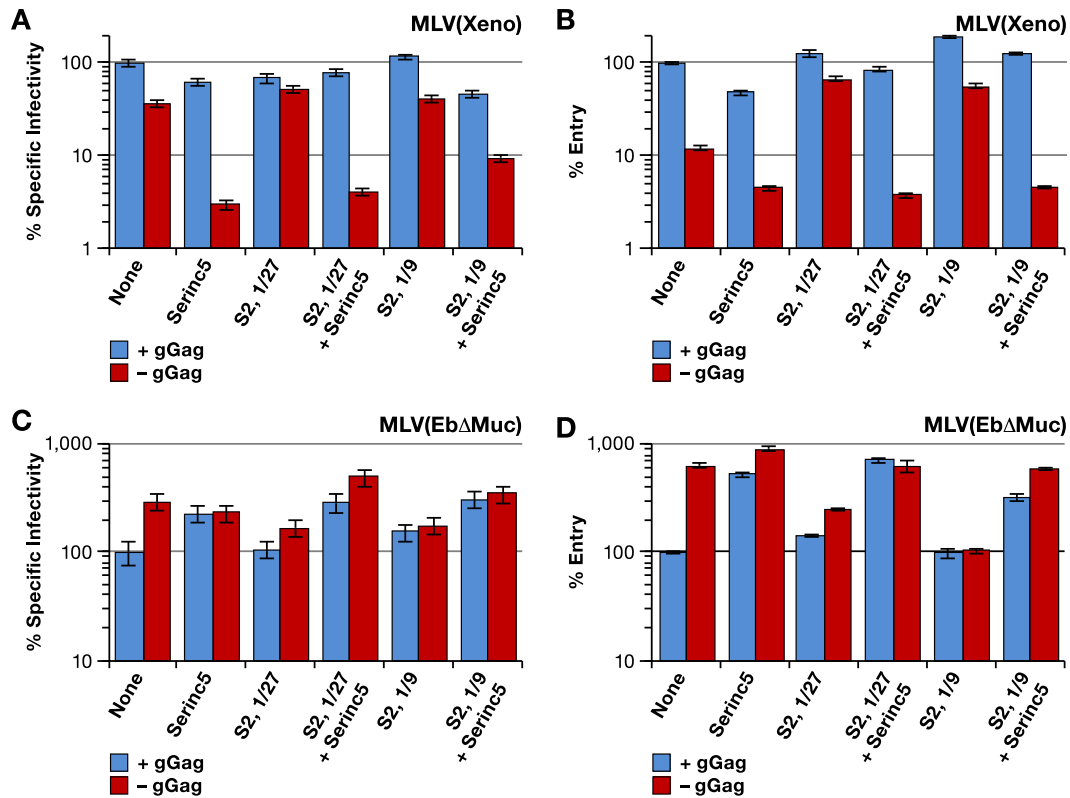 A
MLV(Xeno)
% Specific Infectivity
100
10
1
None
Serinc5
S2, 1/27
S2, 1/27
+ Serinc5
S2, 1/9
S2, 1/9
+ Serinc5
+ gGag
– gGag
B
MLV(Xeno)
% Entry
100
10
1
None
Serinc5
S2, 1/27
S2, 1/27
+ Serinc5
S2, 1/9
S2, 1/9
+ Serinc5
+ gGag
– gGag
C
MLV(EbΔMuc)
% Specific Infectivity
1,000
100
10
None
Serinc5
S2, 1/27
S2, 1/27
+ Serinc5
S2, 1/9
S2, 1/9
+ Serinc5
+ gGag
– gGag
D
MLV(EbΔMuc)
% Entry
1,000
100
10
None
Serinc5
S2, 1/27
S2, 1/27
+ Serinc5
S2, 1/9
S2, 1/9
+ Serinc5
+ gGag
– gGag